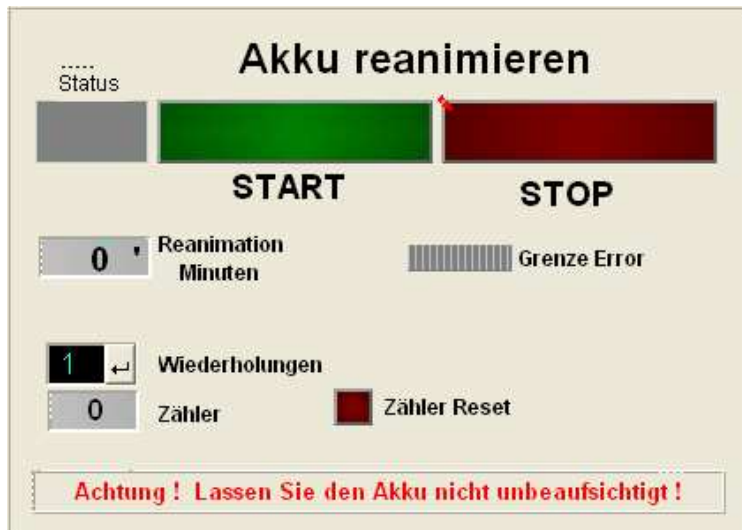 Akku reanimieren
Status
START
STOP
0 '
Reanimation
Minuten
Grenze Error
1
Wiederholungen
0
Zähler
Zähler Reset
Achtung ! Lassen Sie den Akku nicht unbeaufsichtigt !